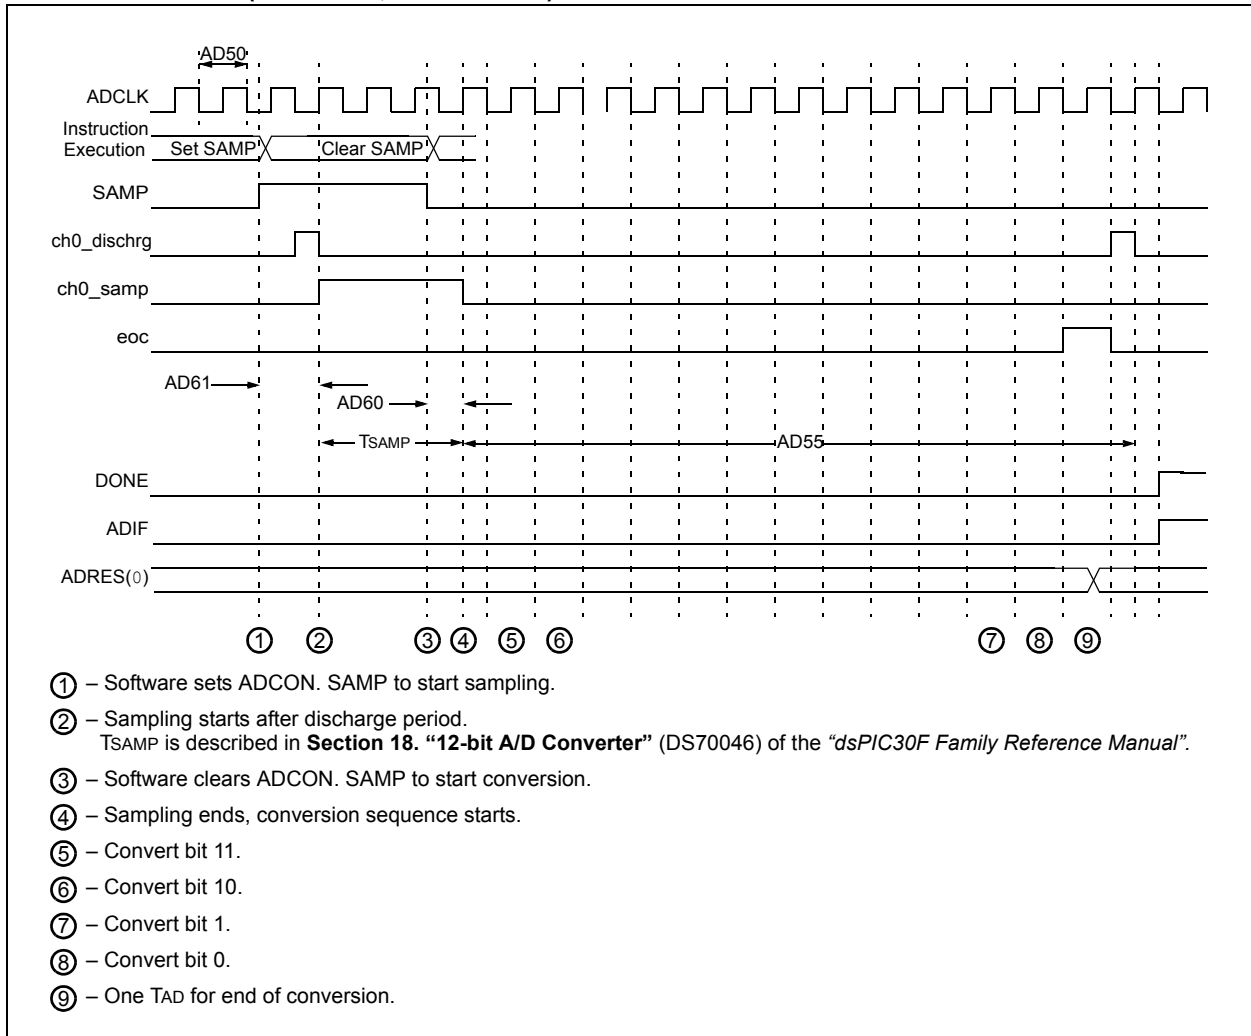 AD50
ADCLK
Instruction
Execution
Set SAMP
Clear SAMP
SAMP
ch0_dischrg
ch0_samp
eoc
AD61
AD60
TSAMP
AD55
DONE
ADIF
ADRES(0)
1 2 3 4 5 6 7 8 9
1 – Software sets ADCON. SAMP to start sampling.
2 – Sampling starts after discharge period.
TSAMP is described in Section 18. “12-bit A/D Converter” (DS70046) of the “dsPIC30F Family Reference Manual”.
3 – Software clears ADCON. SAMP to start conversion.
4 – Sampling ends, conversion sequence starts.
5 – Convert bit 11.
6 – Convert bit 10.
7 – Convert bit 1.
8 – Convert bit 0.
9 – One TAD for end of conversion.